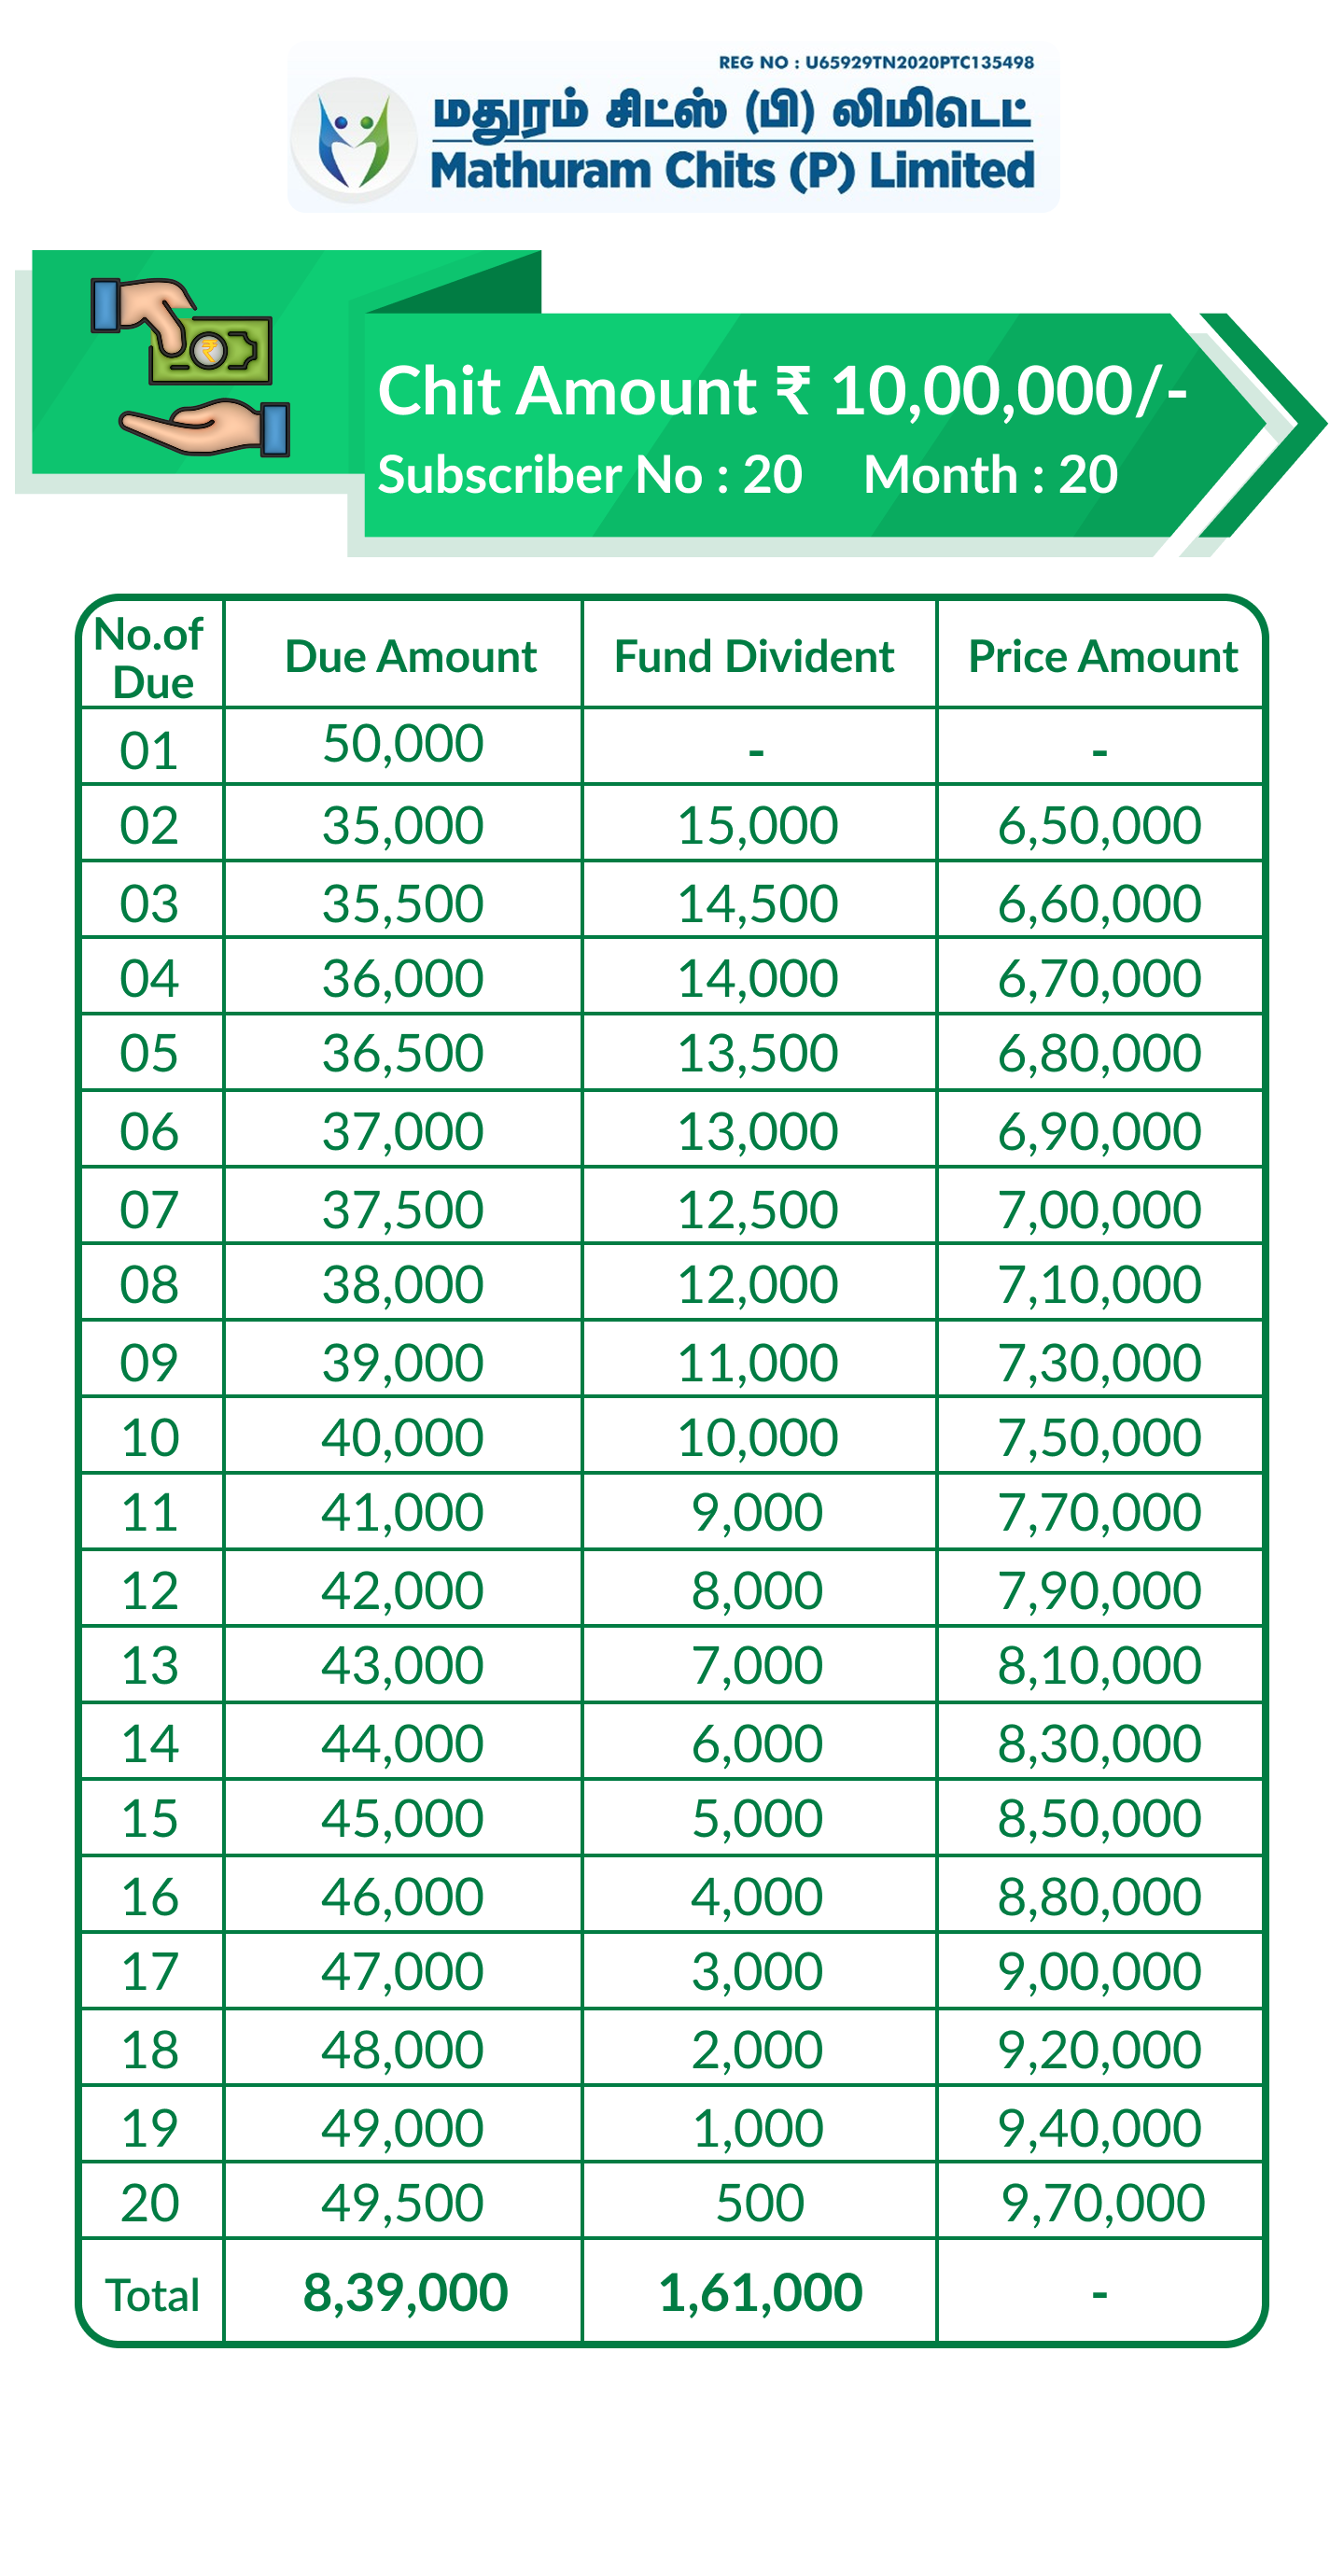 REG NO : U65929TN2020PTC135498
மதுரம் சிட்ஸ் (பி) லிமிடெட்
Mathuram Chits (P) Limited
Chit Amount ₹ 10,00,000/-
Subscriber No : 20 Month : 20
No.of
Due Due Amount Fund Divident Price Amount
01 50,000 - -
02 35,000 15,000 6,50,000
03 35,500 14,500 6,60,000
04 36,000 14,000 6,70,000
05 36,500 13,500 6,80,000
06 37,000 13,000 6,90,000
07 37,500 12,500 7,00,000
08 38,000 12,000 7,10,000
09 39,000 11,000 7,30,000
10 40,000 10,000 7,50,000
11 41,000 9,000 7,70,000
12 42,000 8,000 7,90,000
13 43,000 7,000 8,10,000
14 44,000 6,000 8,30,000
15 45,000 5,000 8,50,000
16 46,000 4,000 8,80,000
17 47,000 3,000 9,00,000
18 48,000 2,000 9,20,000
19 49,000 1,000 9,40,000
20 49,500 500 9,70,000
Total 8,39,000 1,61,000 -